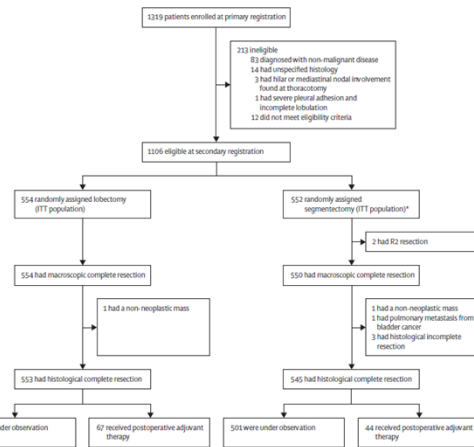 1319 patients enrolled at primary registration
213 ineligible
83 diagnosed with non-malignant disease
14 had unspecified histology
3 had hilar or mediastinal nodal involvement
found at thoracotomy
1 had severe pleural adhesion and
incomplete lobulation
12 did not meet eligibility criteria
1106 eligible at secondary registration
554 randomly assigned lobectomy
(ITT population)
552 randomly assigned
segmentectomy (ITT population)*
2 had R2 resection
554 had macroscopic complete resection
550 had macroscopic complete resection
1 had a non-neoplastic mass
1 had a non-neoplastic mass
1 had pulmonary metastasis from
bladder cancer
3 had histological incomplete
resection
553 had histological complete resection
545 had histological complete resection
under observation
67 received postoperative adjuvant
therapy
501 were under observation
44 received postoperative adjuvant
therapy